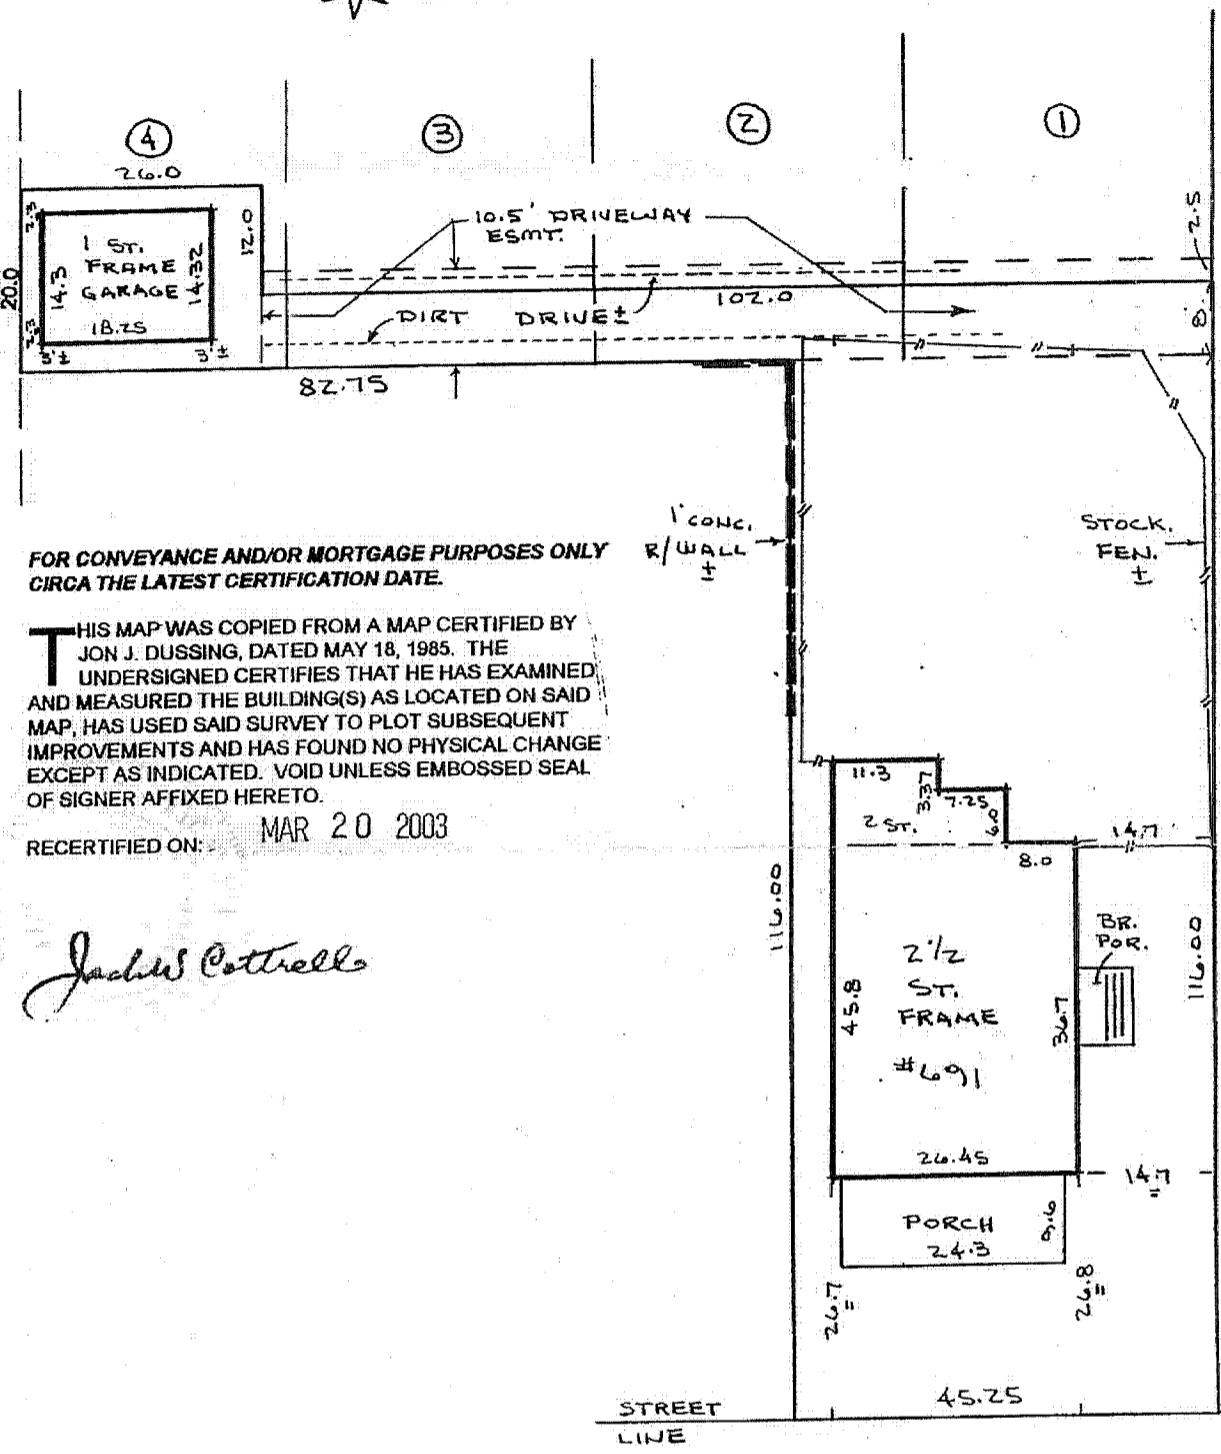 ④ ③ ② ①
26.0
2.5
10.5' DRIVEWAY
ESMT.
12.0
2.3
1 ST.
FRAME
GARAGE
14.3
14.32
18.25
20.0
2.3
3'±
3'±
102.0
8.
DIRT DRIVE±
82.75
1' CONC.
R/WALL
±
STOCK.
FEN.
±
FOR CONVEYANCE AND/OR MORTGAGE PURPOSES ONLY
CIRCA THE LATEST CERTIFICATION DATE.
THIS MAP WAS COPIED FROM A MAP CERTIFIED BY
JON J. DUSSING, DATED MAY 18, 1985. THE
UNDERSIGNED CERTIFIES THAT HE HAS EXAMINED
AND MEASURED THE BUILDING(S) AS LOCATED ON SAID
MAP, HAS USED SAID SURVEY TO PLOT SUBSEQUENT
IMPROVEMENTS AND HAS FOUND NO PHYSICAL CHANGE
EXCEPT AS INDICATED. VOID UNLESS EMBOSSED SEAL
OF SIGNER AFFIXED HERETO.
MAR 20 2003
RECERTIFIED ON:
11.3
3.37
7.25
2 ST.
6.0
8.0
14.7
116.00
BR.
POR.
116.00
2 1/2
ST.
FRAME
#691
45.8
36.7
26.45
14.7
PORCH
24.3
9.6
26.7
26.8
45.25
STREET
LINE